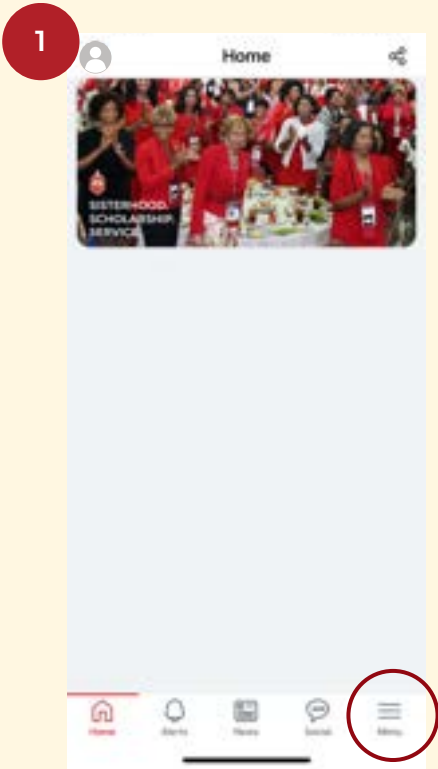 1
Home
SISTERHOOD.
SCHOLARSHIP.
SERVICE.
Home
Alerts
News
Social
Menu